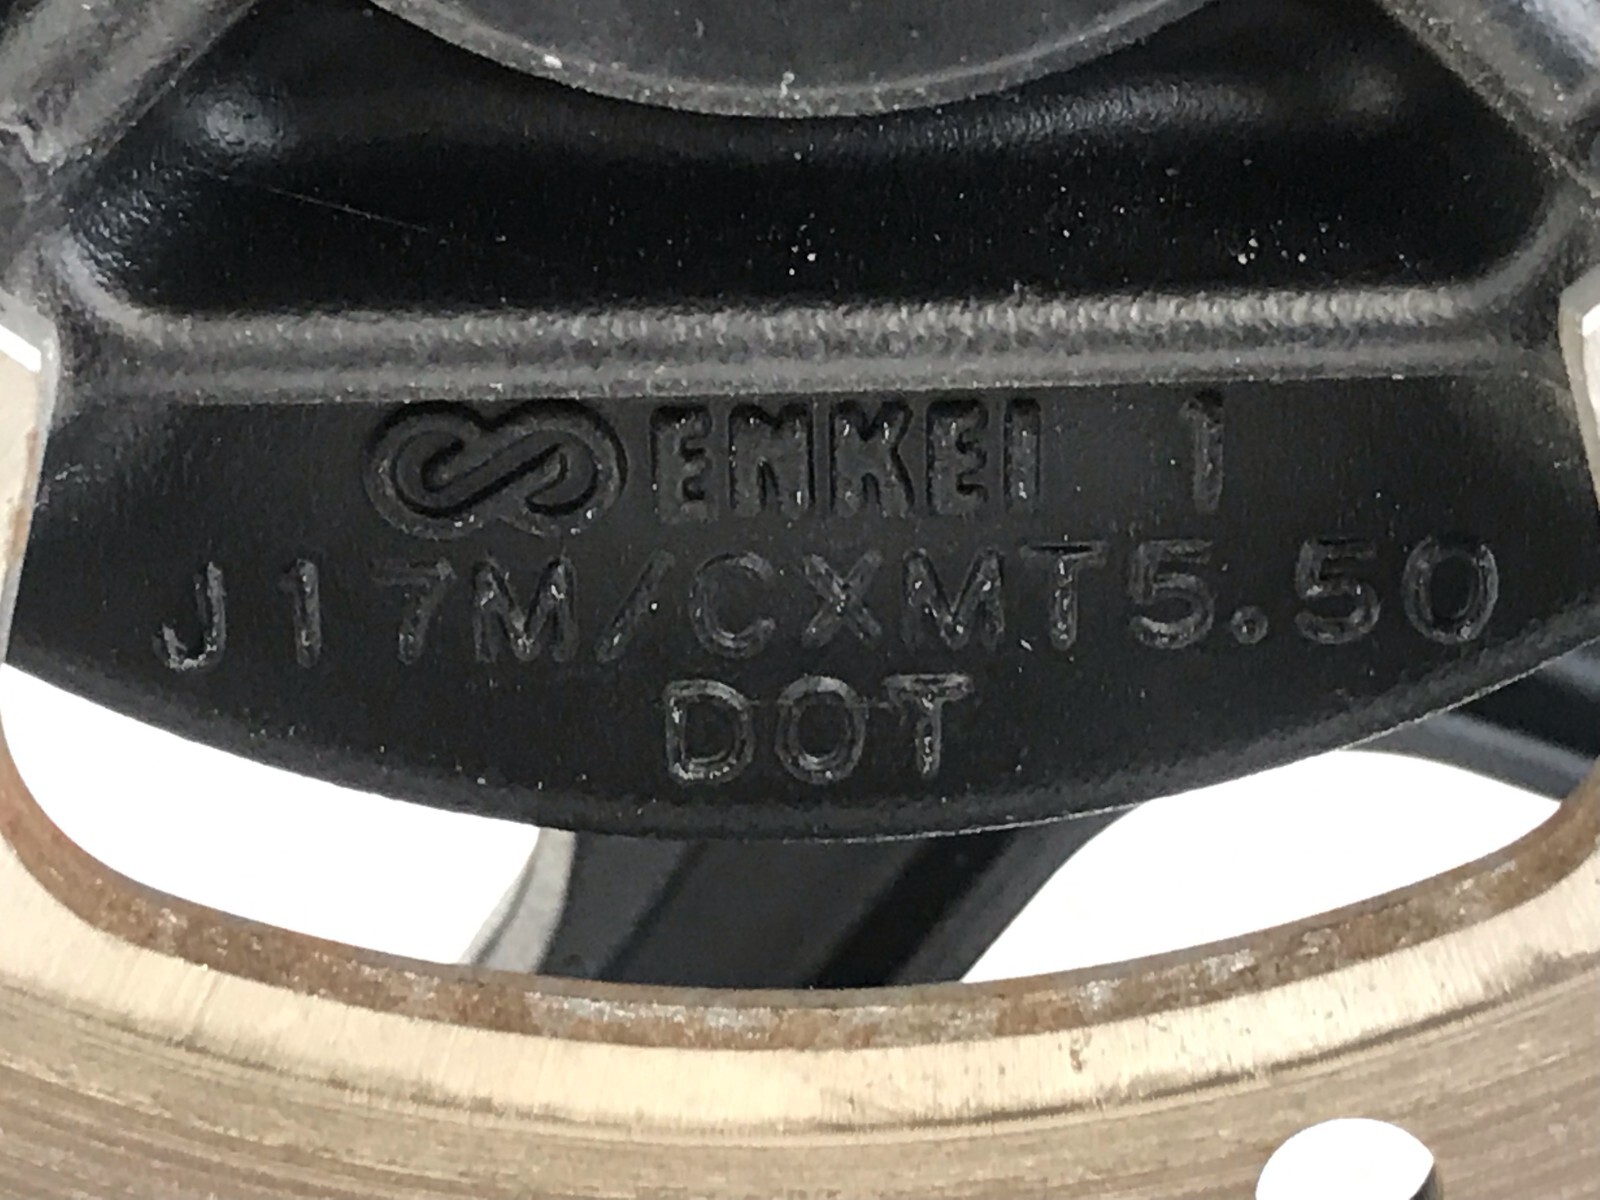 ENKEI 1
J17M/CXMT5.50
DOT